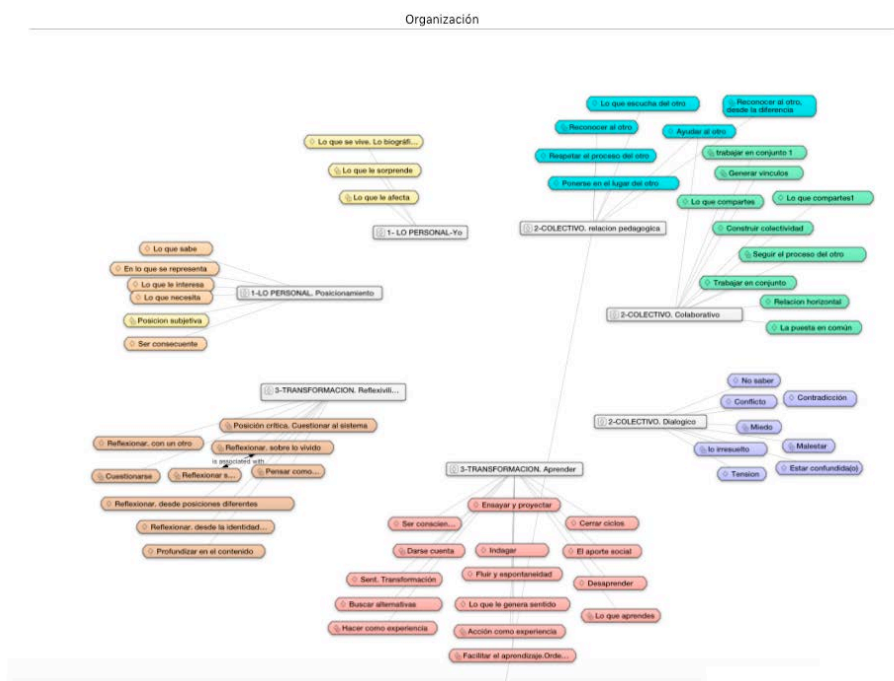 Organización
Lo que se vive. Lo biográfi...
Lo que le sorprende
Lo que le afecta
1- LO PERSONAL-Yo
Lo que sabe
En lo que se representa
Lo que le interesa
Lo que necesita
1-LO PERSONAL. Posicionamiento
Posicion subjetiva
Ser consecuente
Lo que escucha del otro
Reconocer al otro,
desde la diferencia
Reconocer al otro
Ayudar al otro
Respetar el proceso del otro
Ponerse en el lugar del otro
2-COLECTIVO. relacion pedagogica
trabajar en conjunto 1
Generar vinculos
Lo que compartes
Lo que compartes1
Construir colectividad
Seguir el proceso del otro
Trabajar en conjunto
Relacion horizontal
2-COLECTIVO. Colaborativo
La puesta en común
No saber
Conflicto
Contradicción
2-COLECTIVO. Dialogico
Miedo
lo irresuelto
Malestar
Tension
Estar confundida(o)
3-TRANSFORMACION. Reflexivili...
Posición crítica. Cuestionar al sistema
Reflexionar. con un otro
Reflexionar. sobre lo vivido
is associated with
Cuestionarse
Reflexionar s...
Pensar como...
Reflexionar. desde posiciones diferentes
Reflexionar. desde la identidad...
Profundizar en el contenido
3-TRANSFORMACION. Aprender
Ensayar y proyectar
Ser conscien...
Cerrar ciclos
Darse cuenta
Indagar
El aporte social
Sent. Transformación
Fluir y espontaneidad
Desaprender
Buscar alternativas
Lo que le genera sentido
Lo que aprendes
Hacer como experiencia
Acción como experiencia
Facilitar el aprendizaje.Orde...